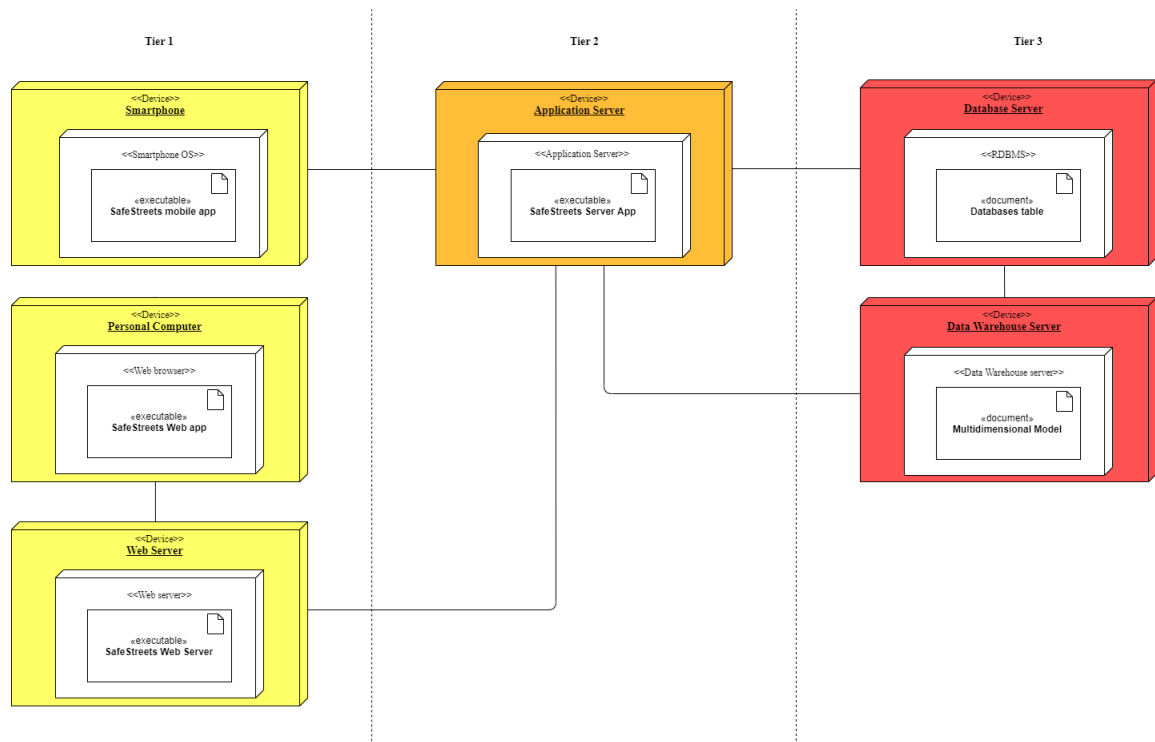 Tier 1
Tier 2
Tier 3
<<Device>>
Smartphone
<<Smartphone OS>>
«executable»
SafeStreets mobile app
<<Device>>
Application Server
<<Application Server>>
«executable»
SafeStreets Server App
<<Device>>
Database Server
<<RDBMS>>
«document»
Databases table
<<Device>>
Personal Computer
<<Web browser>>
«executable»
SafeStreets Web app
<<Device>>
Data Warehouse Server
<<Data Warehouse server>>
«document»
Multidimensional Model
<<Device>>
Web Server
<<Web server>>
«executable»
SafeStreets Web Server